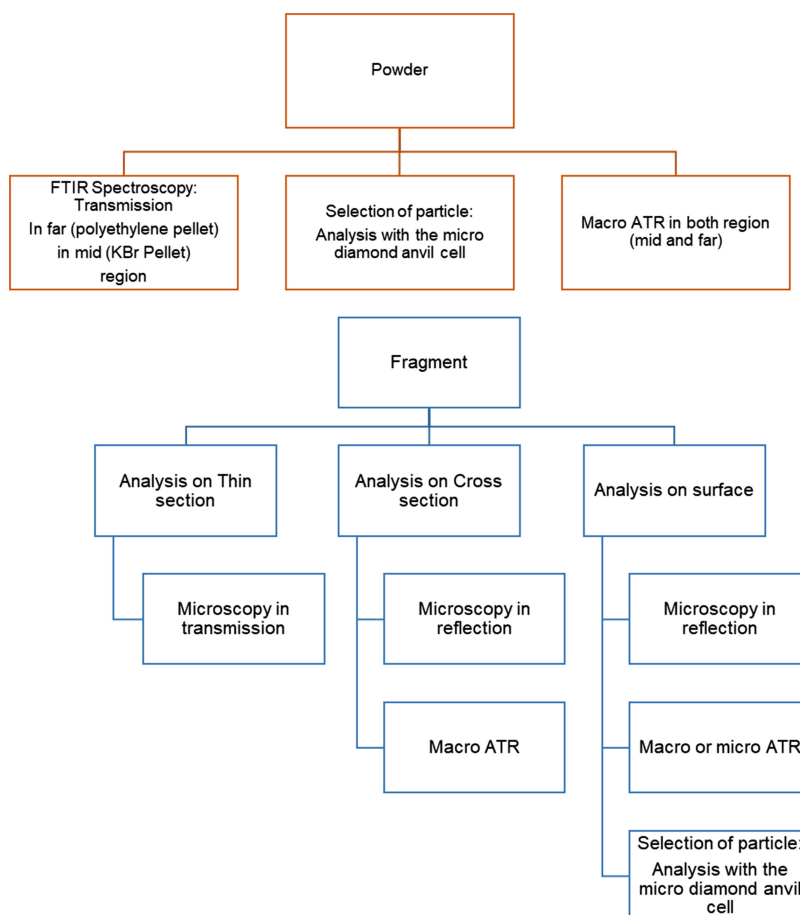 Powder
FTIR Spectroscopy:
Transmission
In far (polyethylene pellet)
in mid (KBr Pellet)
region
Selection of particle:
Analysis with the micro
diamond anvil cell
Macro ATR in both region
(mid and far)
Fragment
Analysis on Thin
section
Analysis on Cross
section
Analysis on surface
Microscopy in
transmission
Microscopy in
reflection
Microscopy in
reflection
Macro ATR
Macro or micro ATR
Selection of particle:
Analysis with the
micro diamond anvil
cell